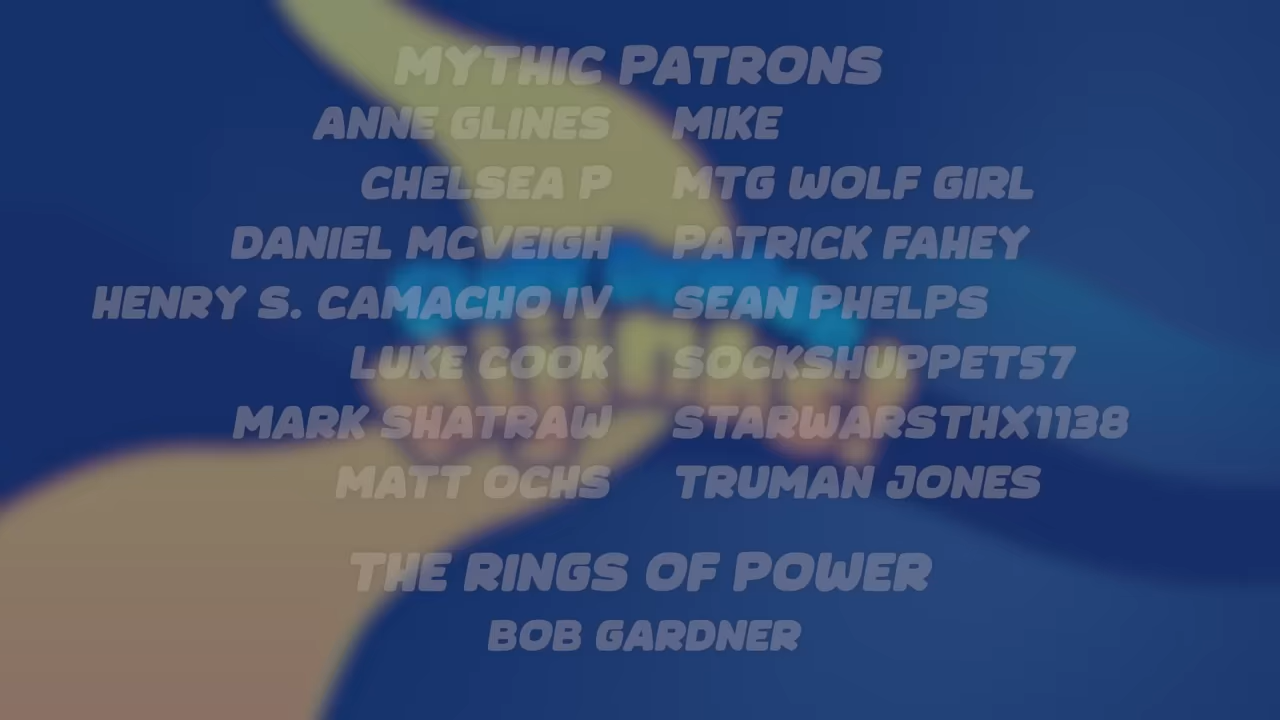 MYTHIC PATRONS
ANNE GLINES MIKE
CHELSEA P MTG WOLF GIRL
DANIEL MCVEIGH PATRICK FAHEY
HENRY S. CAMACHO IV SEAN PHELPS
LUKE COOK SOCKSHUPPET57
MARK SHATRAW STARWARSTHX1138
MATT OCHS TRUMAN JONES
THE RINGS OF POWER
BOB GARDNER